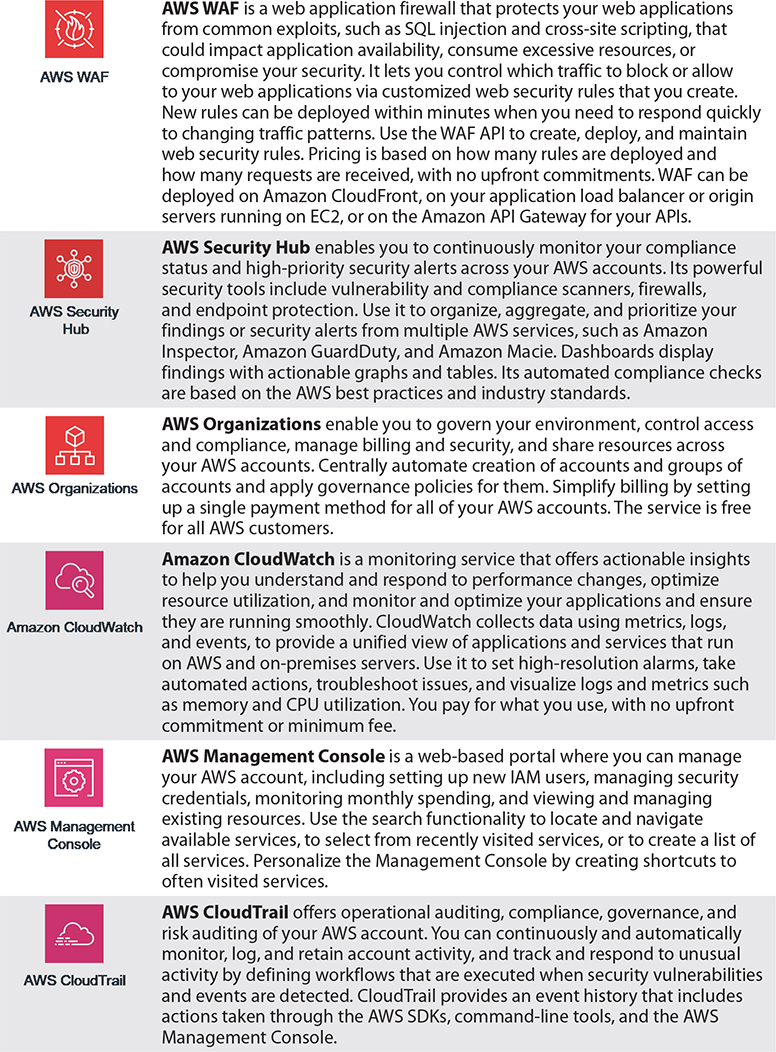 AWS WAF is a web application firewall that protects your web applications
from common exploits, such as SQL injection and cross-site scripting, that
could impact application availability, consume excessive resources, or
compromise your security. It lets you control which traffic to block or allow
to your web applications via customized web security rules that you create.
New rules can be deployed within minutes when you need to respond quickly
to changing traffic patterns. Use the WAF API to create, deploy, and maintain
web security rules. Pricing is based on how many rules are deployed and
how many requests are received, with no upfront commitments. WAF can be
deployed on Amazon CloudFront, on your application load balancer or origin
servers running on EC2, or on the Amazon API Gateway for your APIs.
AWS WAF
AWS Security Hub enables you to continuously monitor your compliance
status and high-priority security alerts across your AWS accounts. Its powerful
security tools include vulnerability and compliance scanners, firewalls,
and endpoint protection. Use it to organize, aggregate, and prioritize your
findings or security alerts from multiple AWS services, such as Amazon
Inspector, Amazon GuardDuty, and Amazon Macie. Dashboards display
findings with actionable graphs and tables. Its automated compliance checks
are based on the AWS best practices and industry standards.
AWS Security
Hub
AWS Organizations enable you to govern your environment, control access
and compliance, manage billing and security, and share resources across
your AWS accounts. Centrally automate creation of accounts and groups of
accounts and apply governance policies for them. Simplify billing by setting
up a single payment method for all of your AWS accounts. The service is free
for all AWS customers.
AWS Organizations
Amazon CloudWatch is a monitoring service that offers actionable insights
to help you understand and respond to performance changes, optimize
resource utilization, and monitor and optimize your applications and ensure
they are running smoothly. CloudWatch collects data using metrics, logs,
and events, to provide a unified view of applications and services that run
on AWS and on-premises servers. Use it to set high-resolution alarms, take
automated actions, troubleshoot issues, and visualize logs and metrics such
as memory and CPU utilization. You pay for what you use, with no upfront
commitment or minimum fee.
Amazon CloudWatch
AWS Management Console is a web-based portal where you can manage
your AWS account, including setting up new IAM users, managing security
credentials, monitoring monthly spending, and viewing and managing
existing resources. Use the search functionality to locate and navigate
available services, to select from recently visited services, or to create a list of
all services. Personalize the Management Console by creating shortcuts to
often visited services.
AWS Management
Console
AWS CloudTrail offers operational auditing, compliance, governance, and
risk auditing of your AWS account. You can continuously and automatically
monitor, log, and retain account activity, and track and respond to unusual
activity by defining workflows that are executed when security vulnerabilities
and events are detected. CloudTrail provides an event history that includes
actions taken through the AWS SDKs, command-line tools, and the AWS
Management Console.
AWS CloudTrail